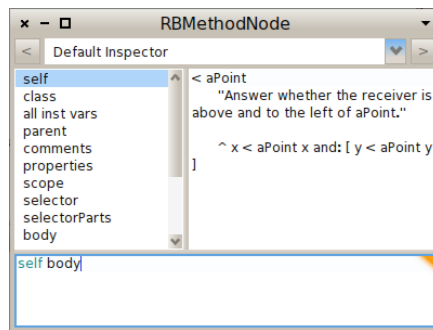 RBMethodNode
Default Inspector
self
class
all inst vars
parent
comments
properties
scope
selector
selectorParts
body
< aPoint
"Answer whether the receiver is
above and to the left of aPoint."
^ x < aPoint x and: [ y < aPoint y
]
self body